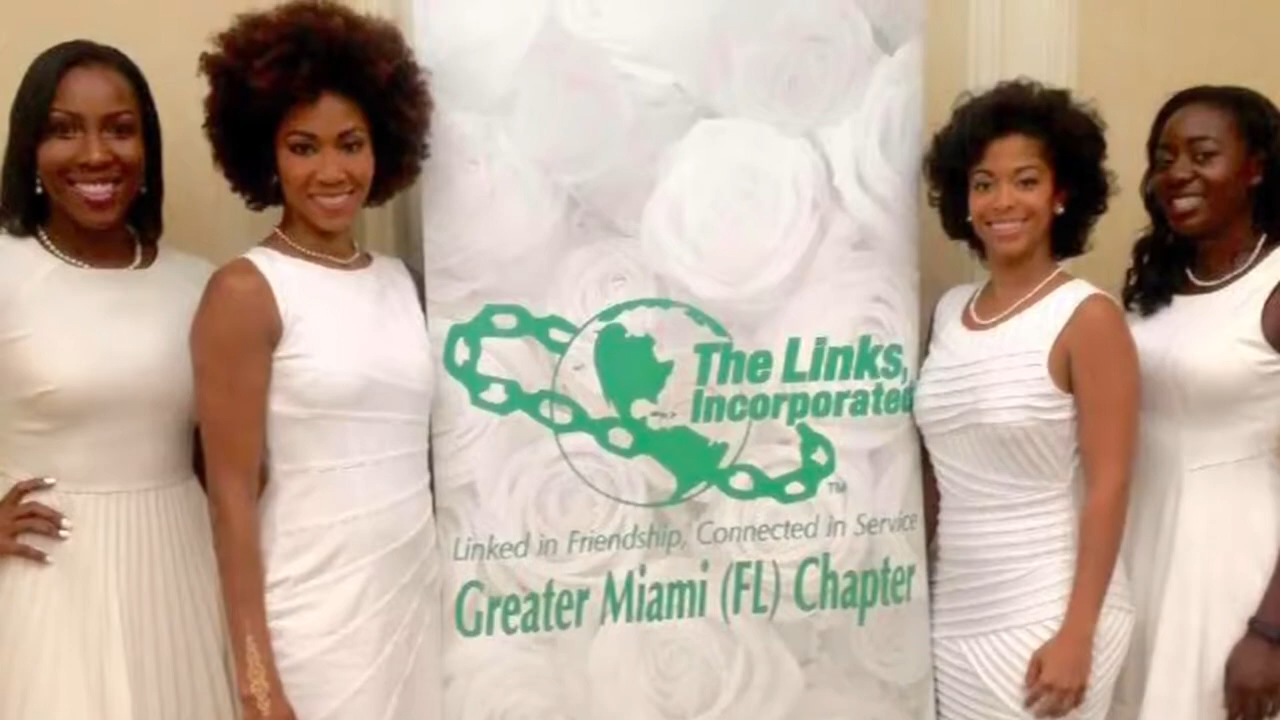 The Links,
Incorporated
TM
Linked in Friendship, Connected in Service
Greater Miami (FL) Chapter